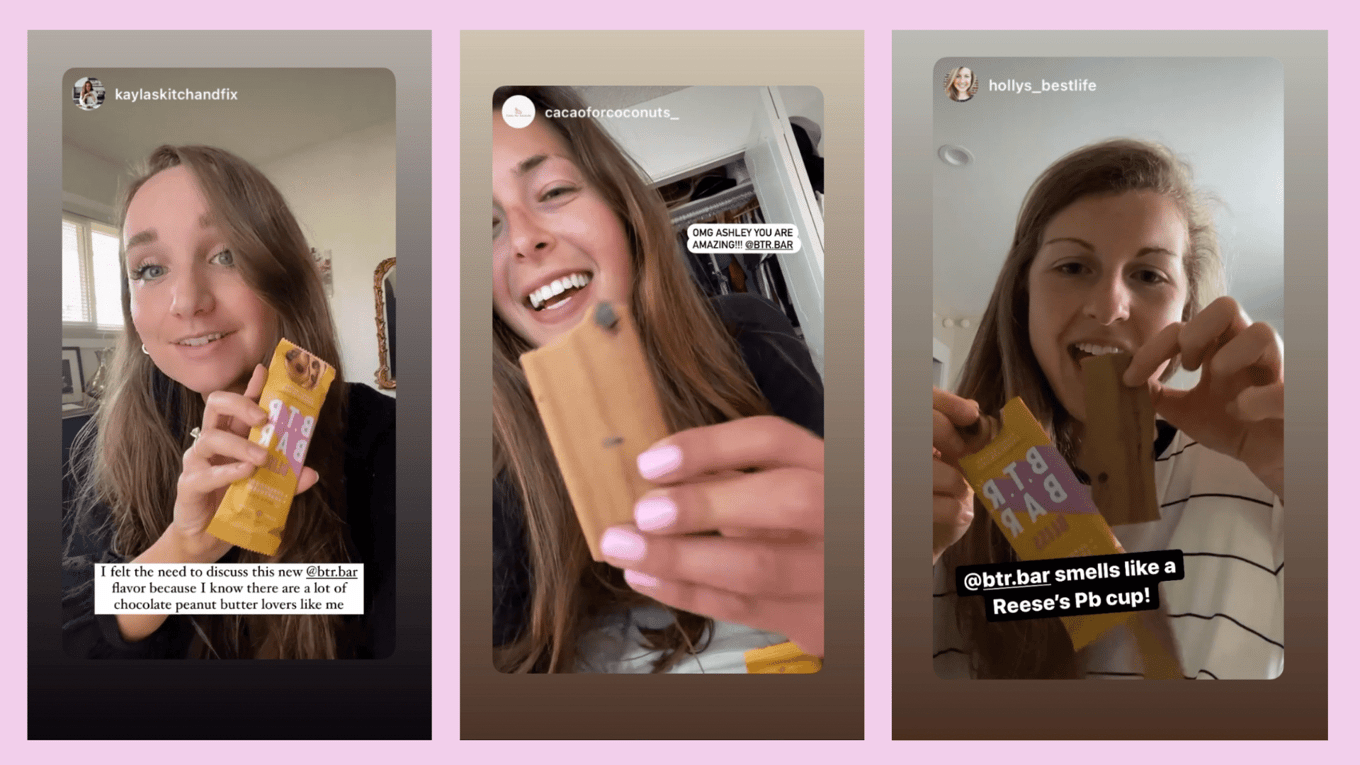 kaylaskitchandfix
B.T.R
BAR
I felt the need to discuss this new @btr.bar
flavor because I know there are a lot of
chocolate peanut butter lovers like me
cacaoforcoconuts_
OMG ASHLEY YOU ARE
AMAZING!!! @BTR.BAR
hollys_bestlife
B.T.R
BAR
@btr.bar smells like a
Reese's Pb cup!